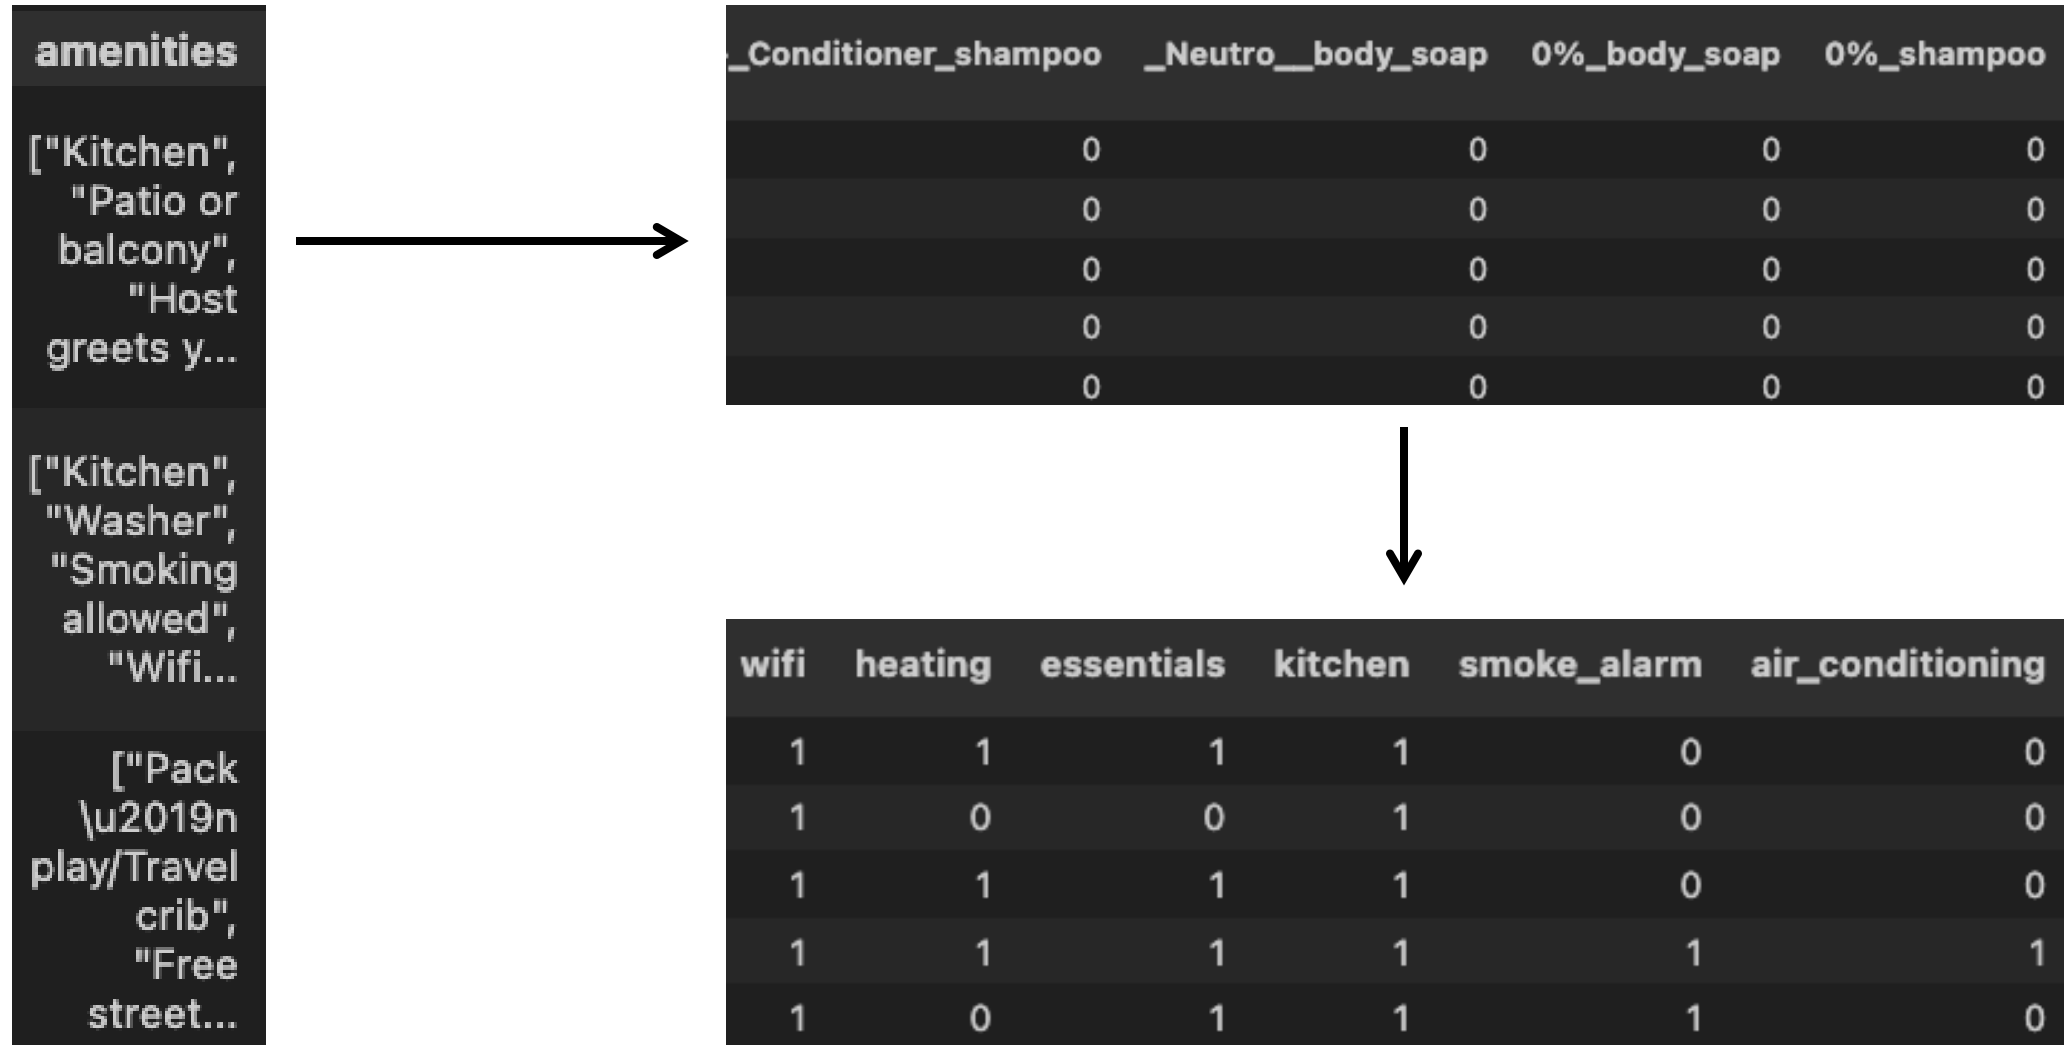 amenities
["Kitchen",
"Patio or
balcony",
"Host
greets y...
["Kitchen",
"Washer",
"Smoking
allowed",
"Wifi...
["Pack
\u2019n
play/Travel
crib",
"Free
street...
_Conditioner_shampoo _Neutro__body_soap 0%_body_soap 0%_shampoo
0 0 0 0
0 0 0 0
0 0 0 0
0 0 0 0
0 0 0 0
wifi heating essentials kitchen smoke_alarm air_conditioning
1 1 1 1 0 0
1 0 0 1 0 0
1 1 1 1 0 0
1 1 1 1 1 1
1 0 1 1 1 0